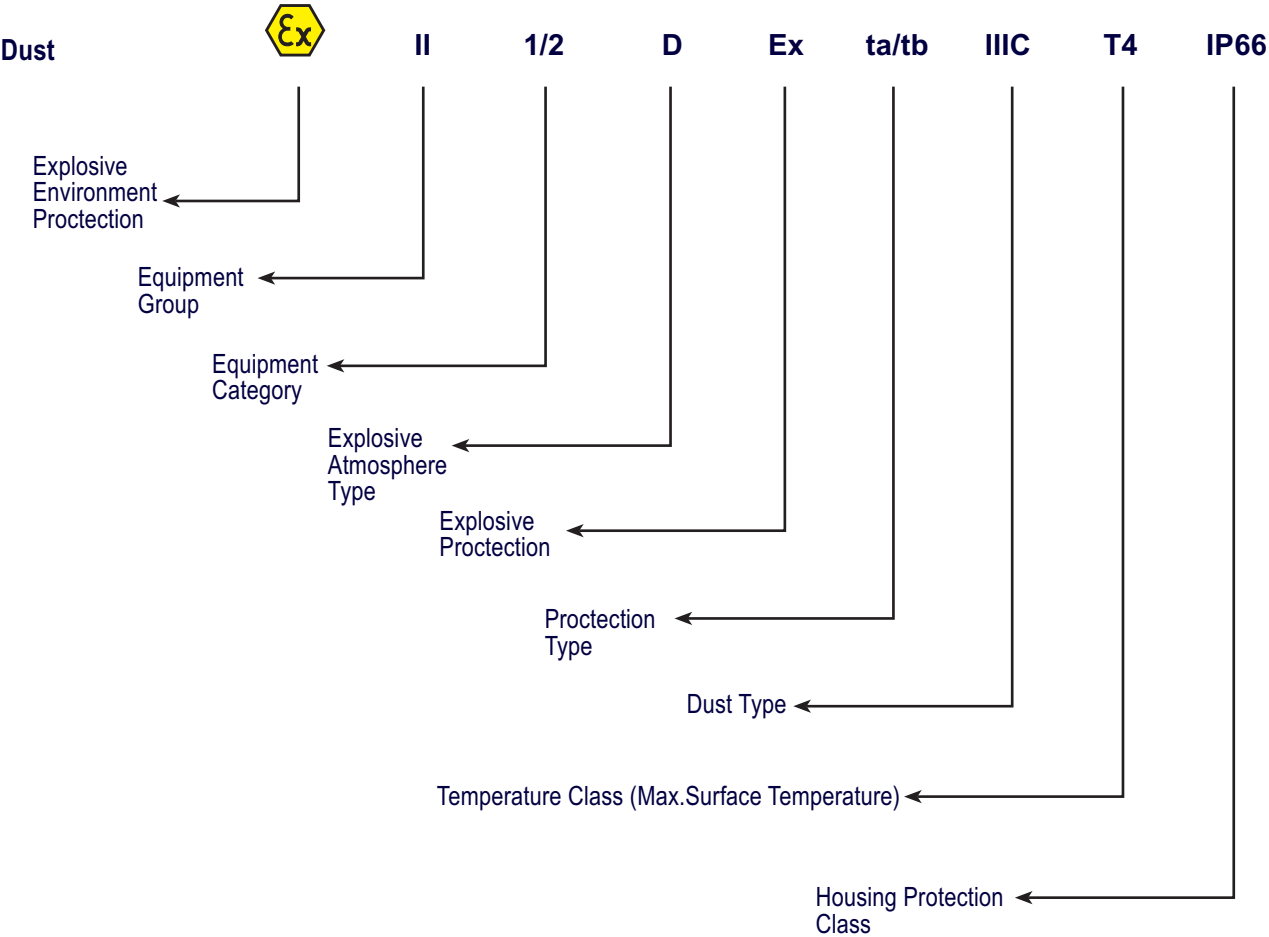 Dust Ex II 1/2 D Ex ta/tb IIIC T4 IP66
Explosive
Environment
Proctection
Equipment
Group
Equipment
Category
Explosive
Atmosphere
Type
Explosive
Proctection
Proctection
Type
Dust Type
Temperature Class (Max.Surface Temperature)
Housing Protection
Class